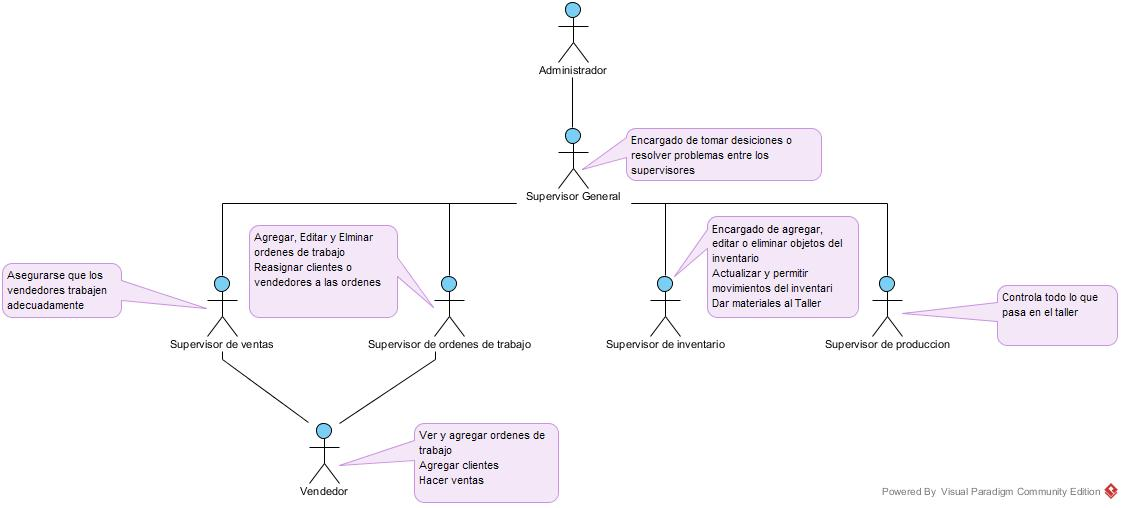 Administrador
Encargado de tomar desiciones o
resolver problemas entre los
supervisores
Supervisor General
Asegurarse que los
vendedores trabajen
adecuadamente
Supervisor de ventas
Agregar, Editar y Elminar
ordenes de trabajo
Reasignar clientes o
vendedores a las ordenes
Supervisor de ordenes de trabajo
Encargado de agregar,
editar o eliminar objetos del
inventario
Actualizar y permitir
movimientos del inventari
Dar materiales al Taller
Supervisor de inventario
Controla todo lo que
pasa en el taller
Supervisor de produccion
Ver y agregar ordenes de
trabajo
Agregar clientes
Hacer ventas
Vendedor
Powered By Visual Paradigm Community Edition